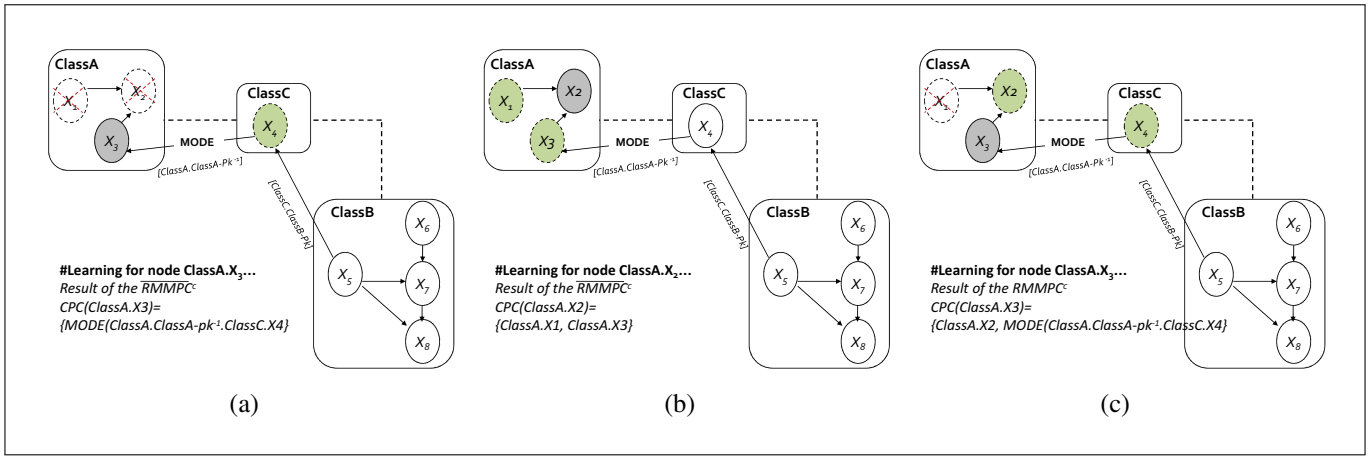 ClassA
X1
X2
X3
ClassC
X4
MODE
[ClassA.ClassA-Pk⁻¹]
[ClassC.ClassB-Pk]
ClassB
X6
X5
X7
X8
#Learning for node ClassA.X₃...
Result of the R̅M̅M̅P̅C̅ᶜ
CPC(ClassA.X3)=
{MODE(ClassA.ClassA-pk⁻¹.ClassC.X4}
(a)
ClassA
X1
X2
X3
ClassC
X4
MODE
[ClassA.ClassA-Pk⁻¹]
[ClassC.ClassB-Pk]
ClassB
X6
X5
X7
X8
#Learning for node ClassA.X₂...
Result of the R̅M̅M̅P̅C̅ᶜ
CPC(ClassA.X2)=
{ClassA.X1, ClassA.X3}
(b)
ClassA
X1
X2
X3
ClassC
X4
MODE
[ClassA.ClassA-Pk⁻¹]
[ClassC.ClassB-Pk]
ClassB
X6
X5
X7
X8
#Learning for node ClassA.X₃...
Result of the RMMPCᶜ
CPC(ClassA.X3)=
{ClassA.X2, MODE(ClassA.ClassA-pk⁻¹.ClassC.X4}
(c)